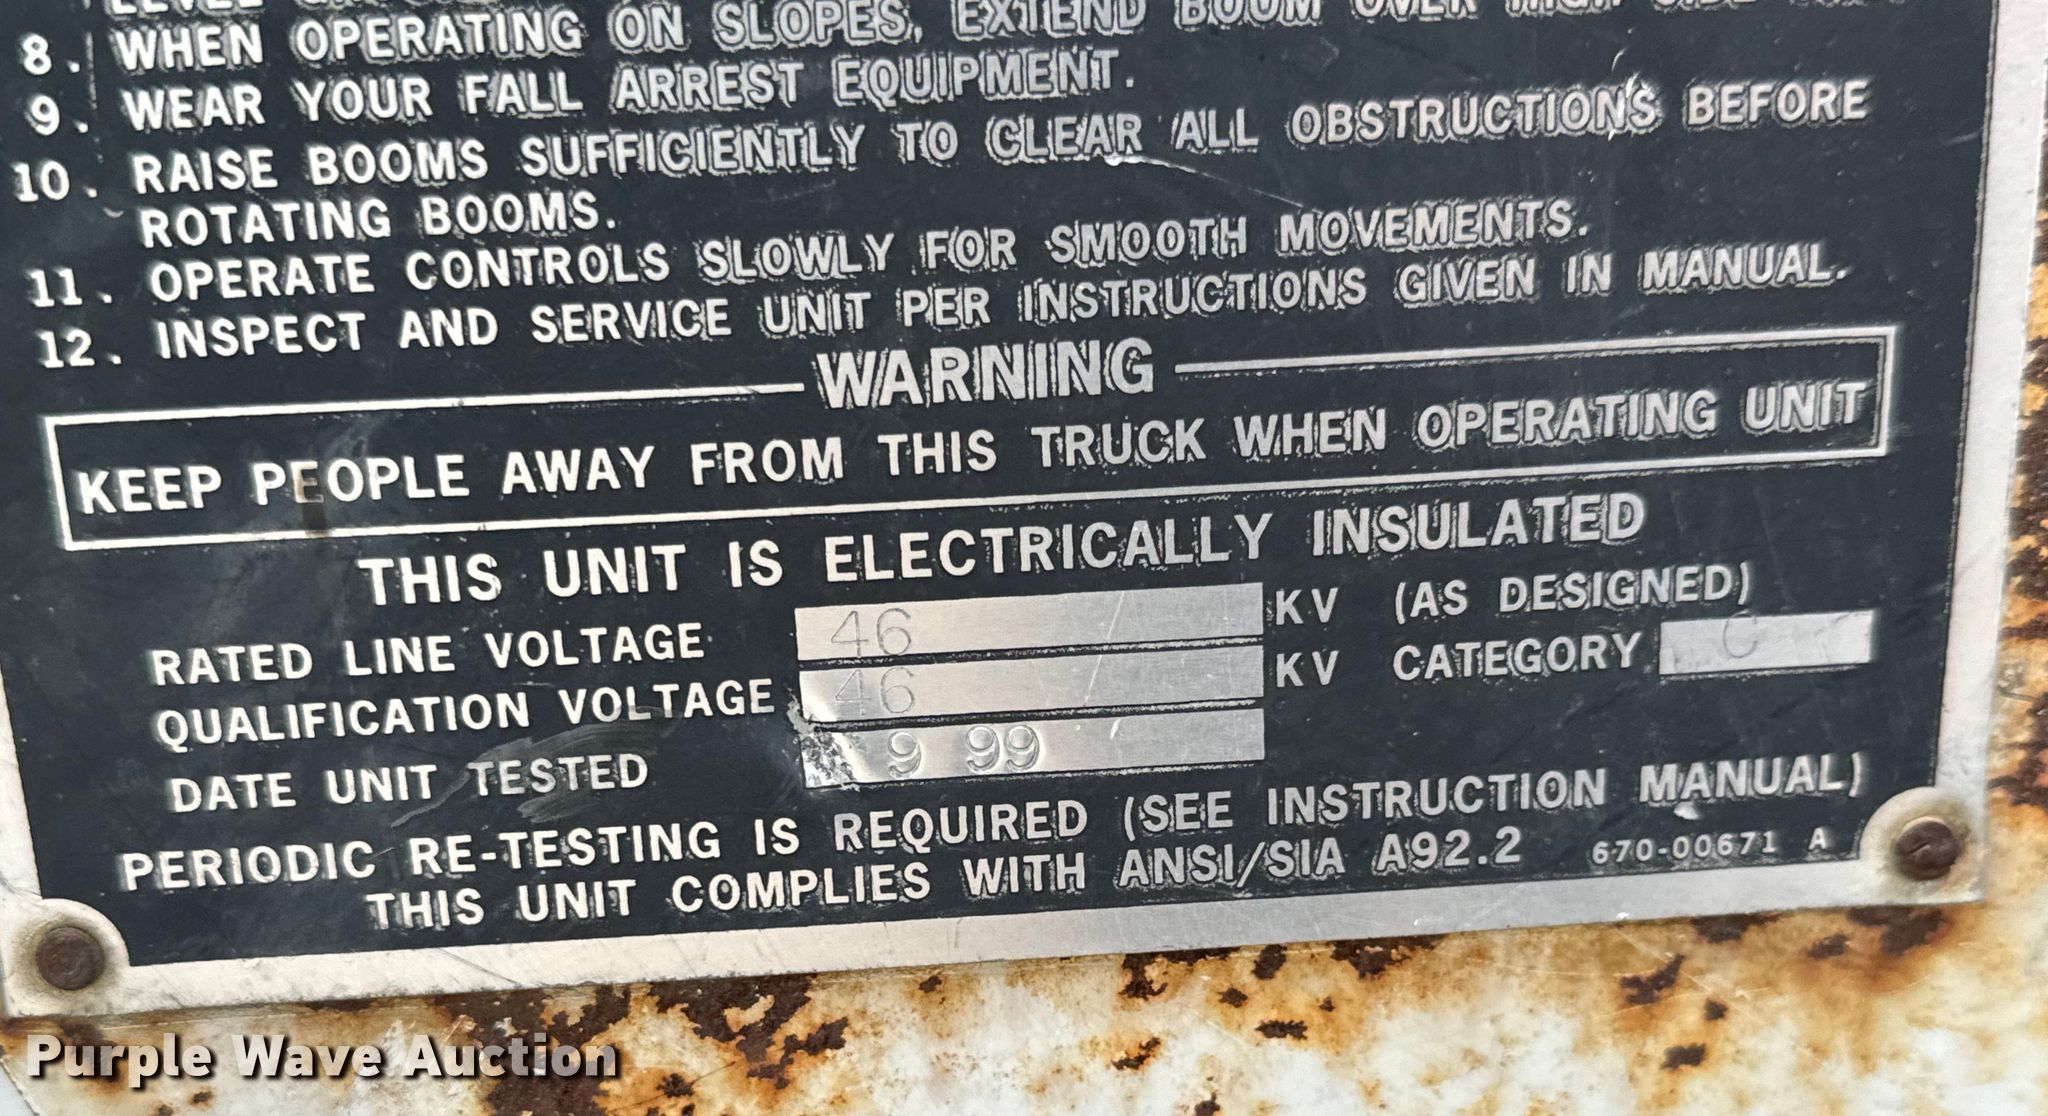 8. WHEN OPERATING ON SLOPES, EXTEND BOOM OVER HIGH SIDE
9. WEAR YOUR FALL ARREST EQUIPMENT.
10. RAISE BOOMS SUFFICIENTLY TO CLEAR ALL OBSTRUCTIONS BEFORE
ROTATING BOOMS.
11. OPERATE CONTROLS SLOWLY FOR SMOOTH MOVEMENTS.
12. INSPECT AND SERVICE UNIT PER INSTRUCTIONS GIVEN IN MANUAL.
WARNING
KEEP PEOPLE AWAY FROM THIS TRUCK WHEN OPERATING UNIT
THIS UNIT IS ELECTRICALLY INSULATED
RATED LINE VOLTAGE 46 KV (AS DESIGNED)
QUALIFICATION VOLTAGE 46 KV CATEGORY C
DATE UNIT TESTED 9 99
PERIODIC RE-TESTING IS REQUIRED (SEE INSTRUCTION MANUAL)
THIS UNIT COMPLIES WITH ANSI/SIA A92.2 670-00671 A
Purple Wave Auction